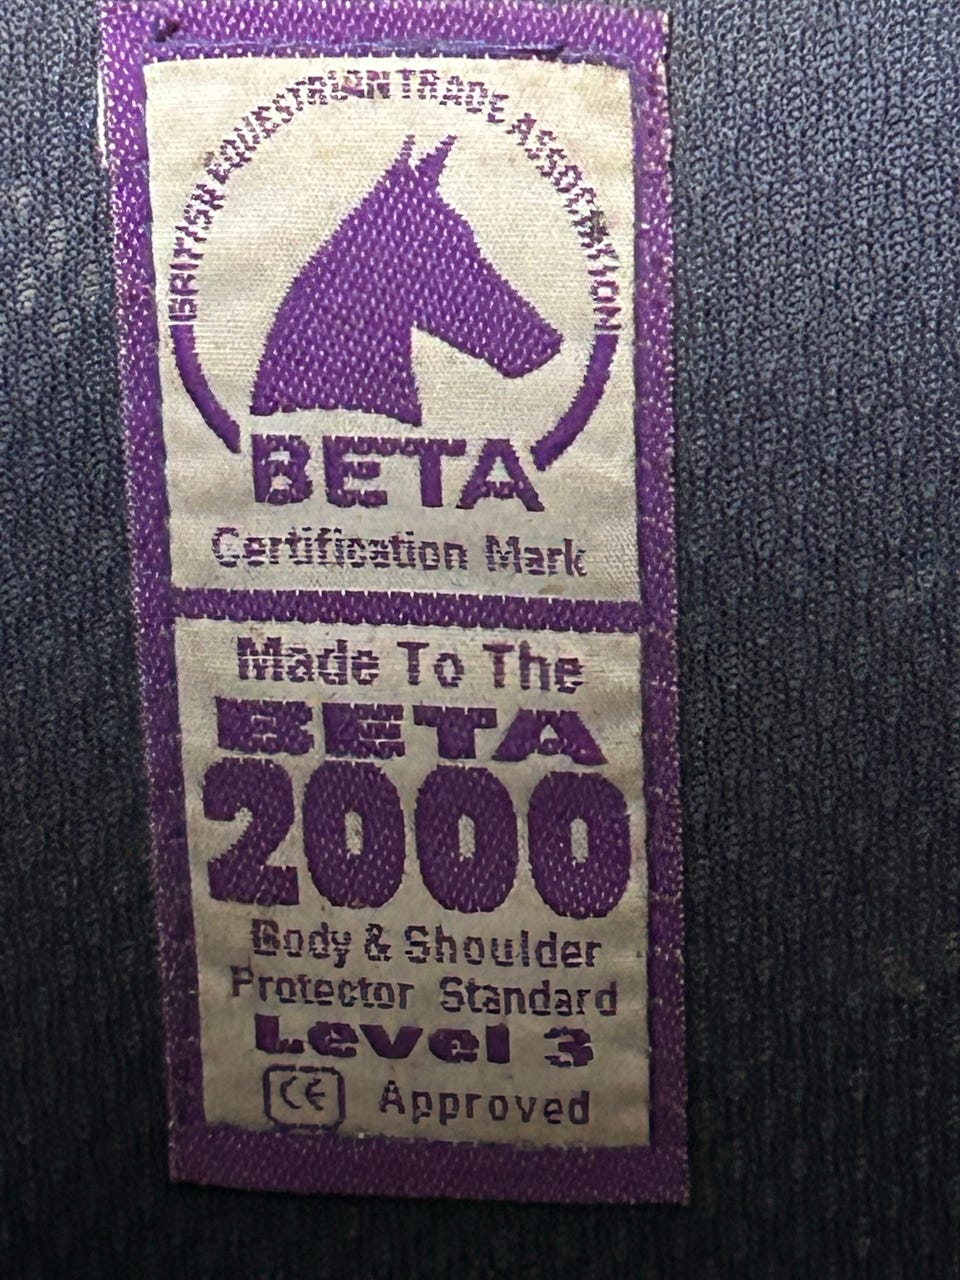 BRITISH EQUESTRIAN TRADE ASSOCIATION
BETA
Certification Mark
Made To The
BETA
2000
Body & Shoulder
Protector Standard
Level 3
CE Approved